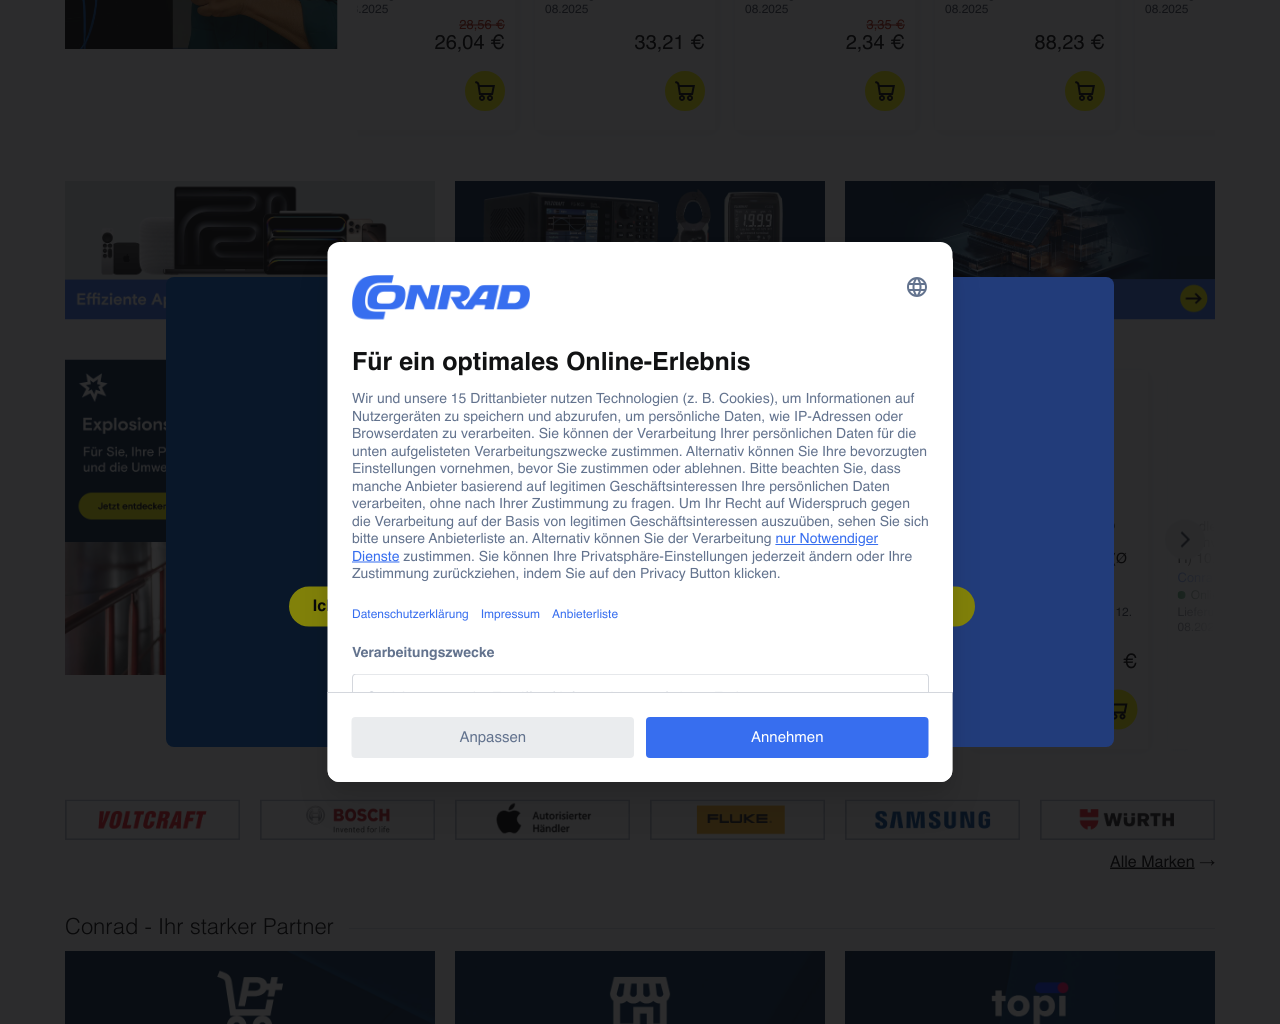 .2025
08.2025
08.2025
08.2025
08.2025
28,56 €
3,35 €
26,04 €
33,21 €
2,34 €
88,23 €
1999
Effiziente Ap
CONRAD
Für ein optimales Online-Erlebnis
Wir und unsere 15 Drittanbieter nutzen Technologien (z. B. Cookies), um Informationen auf
Nutzergeräten zu speichern und abzurufen, um persönliche Daten, wie IP-Adressen oder
Browserdaten zu verarbeiten. Sie können der Verarbeitung Ihrer persönlichen Daten für die
unten aufgelisteten Verarbeitungszwecke zustimmen. Alternativ können Sie Ihre bevorzugten
Einstellungen vornehmen, bevor Sie zustimmen oder ablehnen. Bitte beachten Sie, dass
manche Anbieter basierend auf legitimen Geschäftsinteressen Ihre persönlichen Daten
verarbeiten, ohne nach Ihrer Zustimmung zu fragen. Um Ihr Recht auf Widerspruch gegen
die Verarbeitung auf der Basis von legitimen Geschäftsinteressen auszuüben, sehen Sie sich
bitte unsere Anbieterliste an. Alternativ können Sie der Verarbeitung nur Notwendiger
Dienste zustimmen. Sie können Ihre Privatsphäre-Einstellungen jederzeit ändern oder Ihre
Zustimmung zurückziehen, indem Sie auf den Privacy Button klicken.
Datenschutzerklärung Impressum Anbieterliste
Verarbeitungszwecke
Anpassen
Annehmen
Explosions
Für Sie, Ihre P
und die Umwe
Jetzt entdecken
Ic
12.
€
VOLTCRAFT
BOSCH
Invented for life
Autorisierter
Händler
FLUKE
SAMSUNG
WÜRTH
Alle Marken →
Conrad - Ihr starker Partner
P+
topi